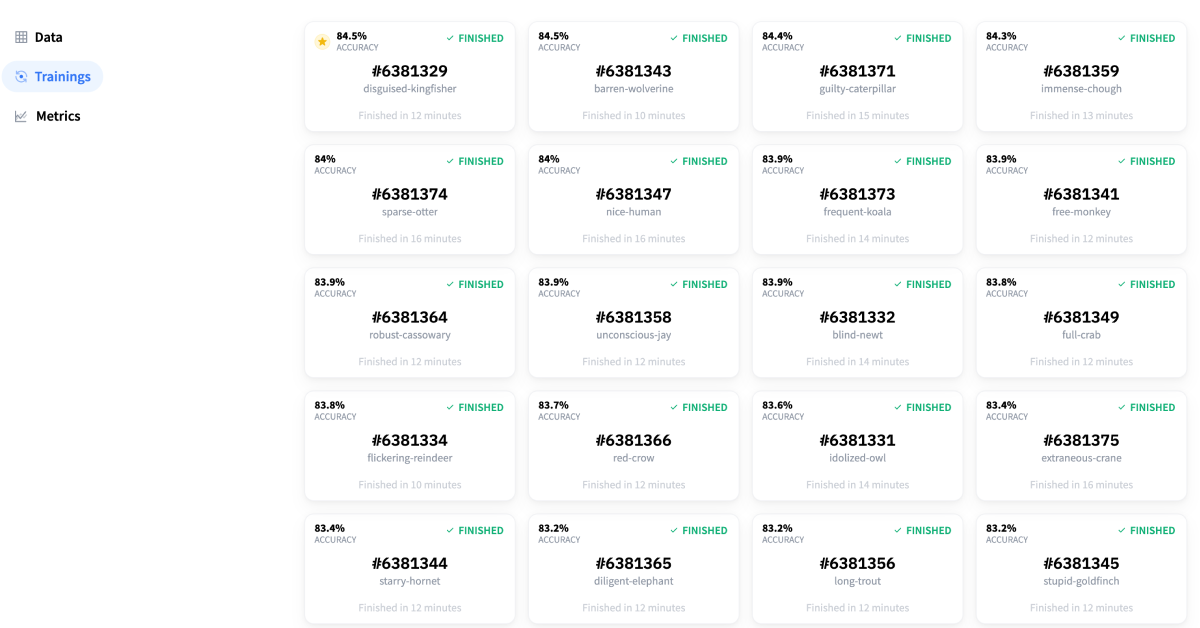 Data
Trainings
Metrics
84.5%
ACCURACY
FINISHED
#6381329
disguised-kingfisher
Finished in 12 minutes
84.5%
ACCURACY
FINISHED
#6381343
barren-wolverine
Finished in 10 minutes
84.4%
ACCURACY
FINISHED
#6381371
guilty-caterpillar
Finished in 15 minutes
84.3%
ACCURACY
FINISHED
#6381359
immense-chough
Finished in 13 minutes
84%
ACCURACY
FINISHED
#6381374
sparse-otter
Finished in 16 minutes
84%
ACCURACY
FINISHED
#6381347
nice-human
Finished in 16 minutes
83.9%
ACCURACY
FINISHED
#6381373
frequent-koala
Finished in 14 minutes
83.9%
ACCURACY
FINISHED
#6381341
free-monkey
Finished in 12 minutes
83.9%
ACCURACY
FINISHED
#6381364
robust-cassowary
Finished in 12 minutes
83.9%
ACCURACY
FINISHED
#6381358
unconscious-jay
Finished in 12 minutes
83.9%
ACCURACY
FINISHED
#6381332
blind-newt
Finished in 14 minutes
83.8%
ACCURACY
FINISHED
#6381349
full-crab
Finished in 12 minutes
83.8%
ACCURACY
FINISHED
#6381334
flickering-reindeer
Finished in 10 minutes
83.7%
ACCURACY
FINISHED
#6381366
red-crow
Finished in 12 minutes
83.6%
ACCURACY
FINISHED
#6381331
idolized-owl
Finished in 14 minutes
83.4%
ACCURACY
FINISHED
#6381375
extraneous-crane
Finished in 16 minutes
83.4%
ACCURACY
FINISHED
#6381344
starry-hornet
Finished in 12 minutes
83.2%
ACCURACY
FINISHED
#6381365
diligent-elephant
Finished in 12 minutes
83.2%
ACCURACY
FINISHED
#6381356
long-trout
Finished in 12 minutes
83.2%
ACCURACY
FINISHED
#6381345
stupid-goldfinch
Finished in 12 minutes